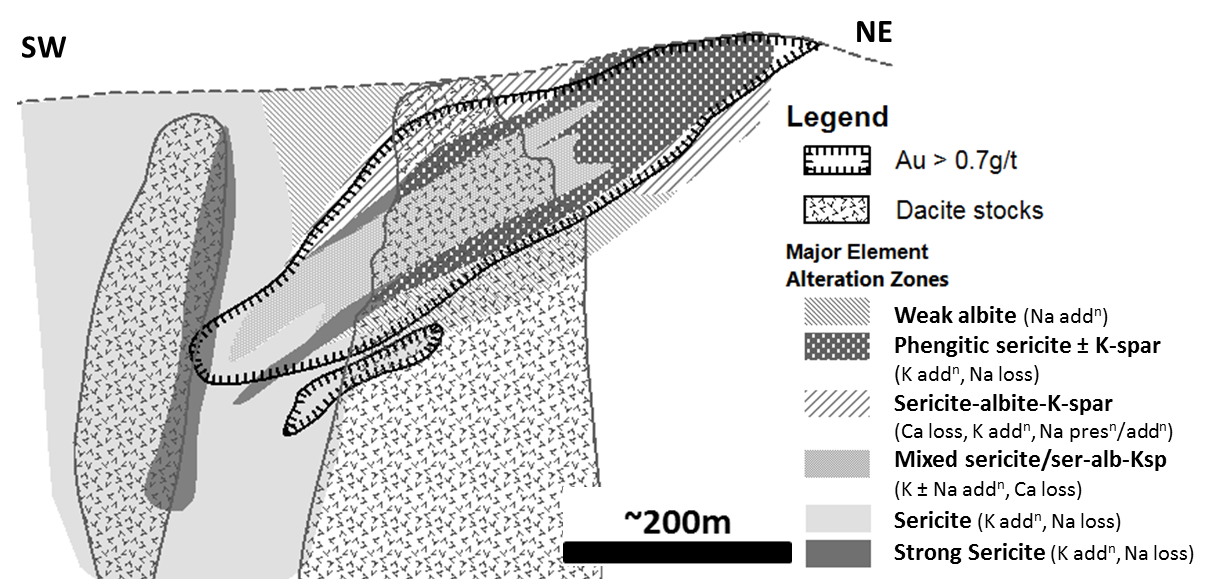 SW
NE
Legend
Au > 0.7g/t
Dacite stocks
Major Element
Alteration Zones
Weak albite (Na addⁿ)
Phengitic sericite ± K-spar
(K addⁿ, Na loss)
Sericite-albite-K-spar
(Ca loss, K addⁿ, Na presⁿ/addⁿ)
Mixed sericite/ser-alb-Ksp
(K ± Na addⁿ, Ca loss)
Sericite (K addⁿ, Na loss)
Strong Sericite (K addⁿ, Na loss)
~200m